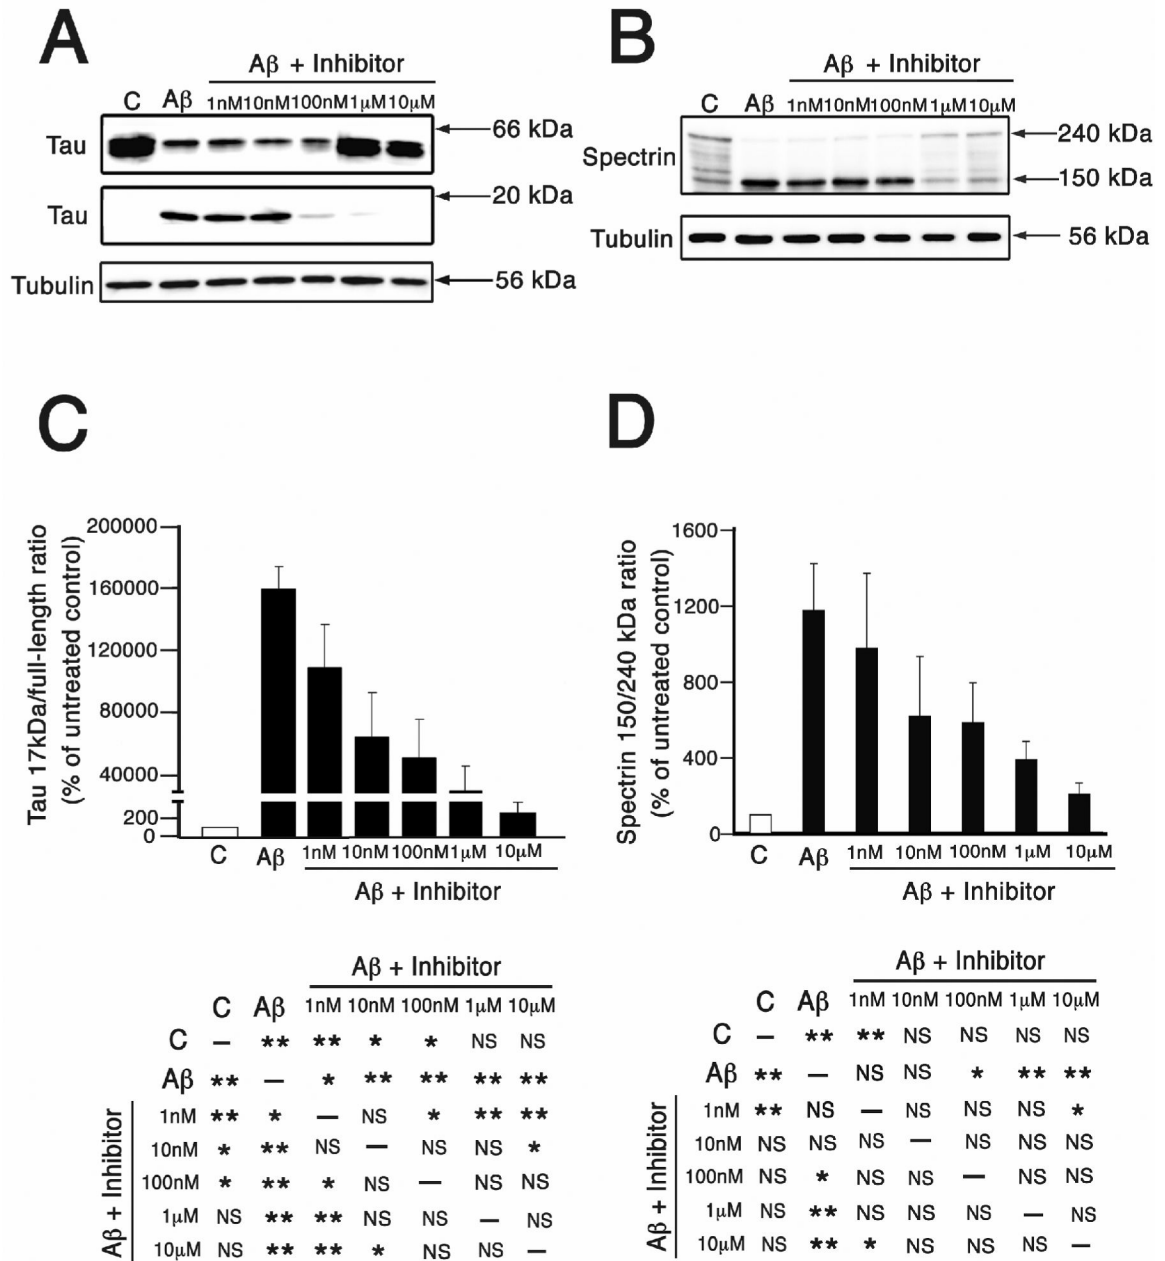 A
Aβ + Inhibitor
C Aβ 1nM 10nM 100nM 1μM 10μM
Tau
66 kDa
Tau
20 kDa
Tubulin
56 kDa
B
Aβ + Inhibitor
C Aβ 1nM 10nM 100nM 1μM 10μM
Spectrin
240 kDa
150 kDa
Tubulin
56 kDa
C
Tau 17kDa/full-length ratio
(% of untreated control)
200000
160000
120000
80000
40000
200
0
C Aβ 1nM 10nM 100nM 1μM 10μM
Aβ + Inhibitor
Aβ + Inhibitor
C Aβ 1nM 10nM 100nM 1μM 10μM
C — ** ** * * NS NS
Aβ ** — * ** ** ** **
Aβ + Inhibitor
1nM ** * — NS * ** **
10nM * ** NS — NS NS *
100nM * ** * NS — NS NS
1μM NS ** ** NS NS — NS
10μM NS ** ** * NS NS —
D
Spectrin 150/240 kDa ratio
(% of untreated control)
1600
1200
800
400
0
C Aβ 1nM 10nM 100nM 1μM 10μM
Aβ + Inhibitor
Aβ + Inhibitor
C Aβ 1nM 10nM 100nM 1μM 10μM
C — ** ** NS NS NS NS
Aβ ** — NS NS * ** **
Aβ + Inhibitor
1nM ** NS — NS NS NS *
10nM NS NS NS — NS NS NS
100nM NS * NS NS — NS NS
1μM NS ** NS NS NS — NS
10μM NS ** * NS NS NS —